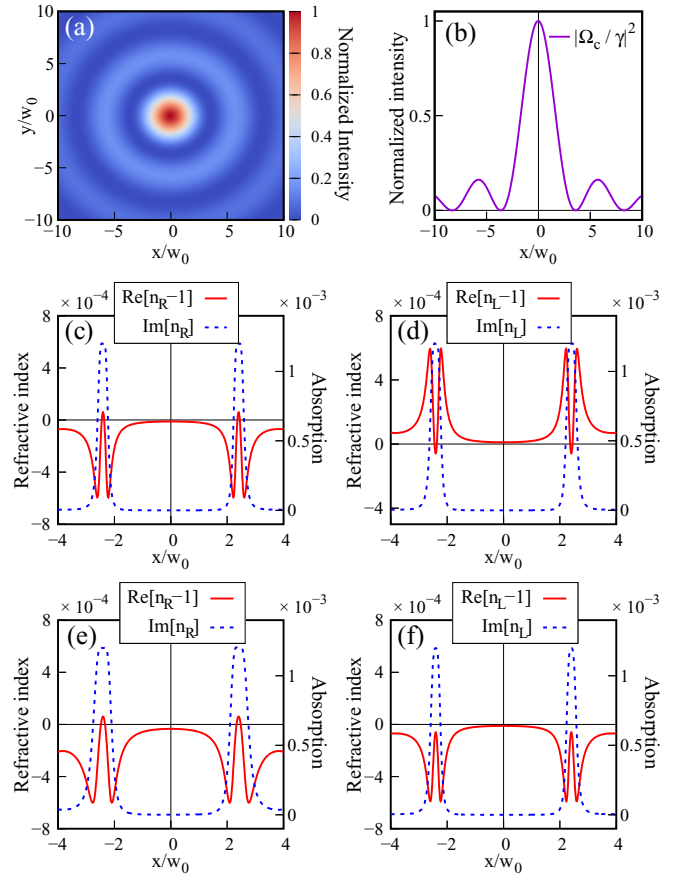 (a)
10
5
0
−5
−10
y/w0
−10 −5 0 5 10
x/w0
1
0.8
0.6
0.4
0.2
0
Normalized Intensity
(b)
|Ωc / γ|²
1
0.5
0
Normalized intensity
−10 −5 0 5 10
x/w0
× 10⁻⁴
Re[nR−1]
Im[nR]
× 10⁻³
(c)
8
4
0
−4
−8
Refractive index
1
0.5
0
Absorption
−4 −2 0 2 4
x/w0
× 10⁻⁴
Re[nL−1]
Im[nL]
× 10⁻³
(d)
8
4
0
−4
Refractive index
1
0.5
0
Absorption
−4 −2 0 2 4
x/w0
× 10⁻⁴
Re[nR−1]
Im[nR]
× 10⁻³
(e)
8
4
0
−4
−8
Refractive index
1
0.5
0
Absorption
−4 −2 0 2 4
x/w0
× 10⁻⁴
Re[nL−1]
Im[nL]
× 10⁻³
(f)
8
4
0
−4
−8
Refractive index
1
0.5
0
Absorption
−4 −2 0 2 4
x/w0